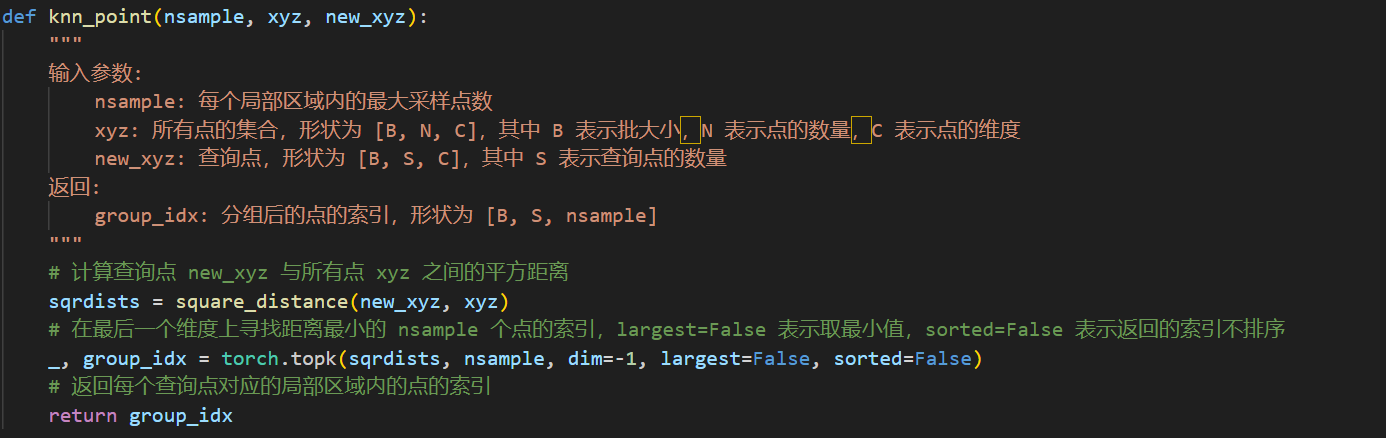 def knn_point(nsample, xyz, new_xyz):
"""
输入参数:
nsample: 每个局部区域内的最大采样点数
xyz: 所有点的集合，形状为 [B, N, C]，其中 B 表示批大小，N 表示点的数量，C 表示点的维度
new_xyz: 查询点，形状为 [B, S, C]，其中 S 表示查询点的数量
返回:
group_idx: 分组后的点的索引，形状为 [B, S, nsample]
"""
# 计算查询点 new_xyz 与所有点 xyz 之间的平方距离
sqrdists = square_distance(new_xyz, xyz)
# 在最后一个维度上寻找距离最小的 nsample 个点的索引，largest=False 表示取最小值，sorted=False 表示返回的索引不排序
_, group_idx = torch.topk(sqrdists, nsample, dim=-1, largest=False, sorted=False)
# 返回每个查询点对应的局部区域内的点的索引
return group_idx